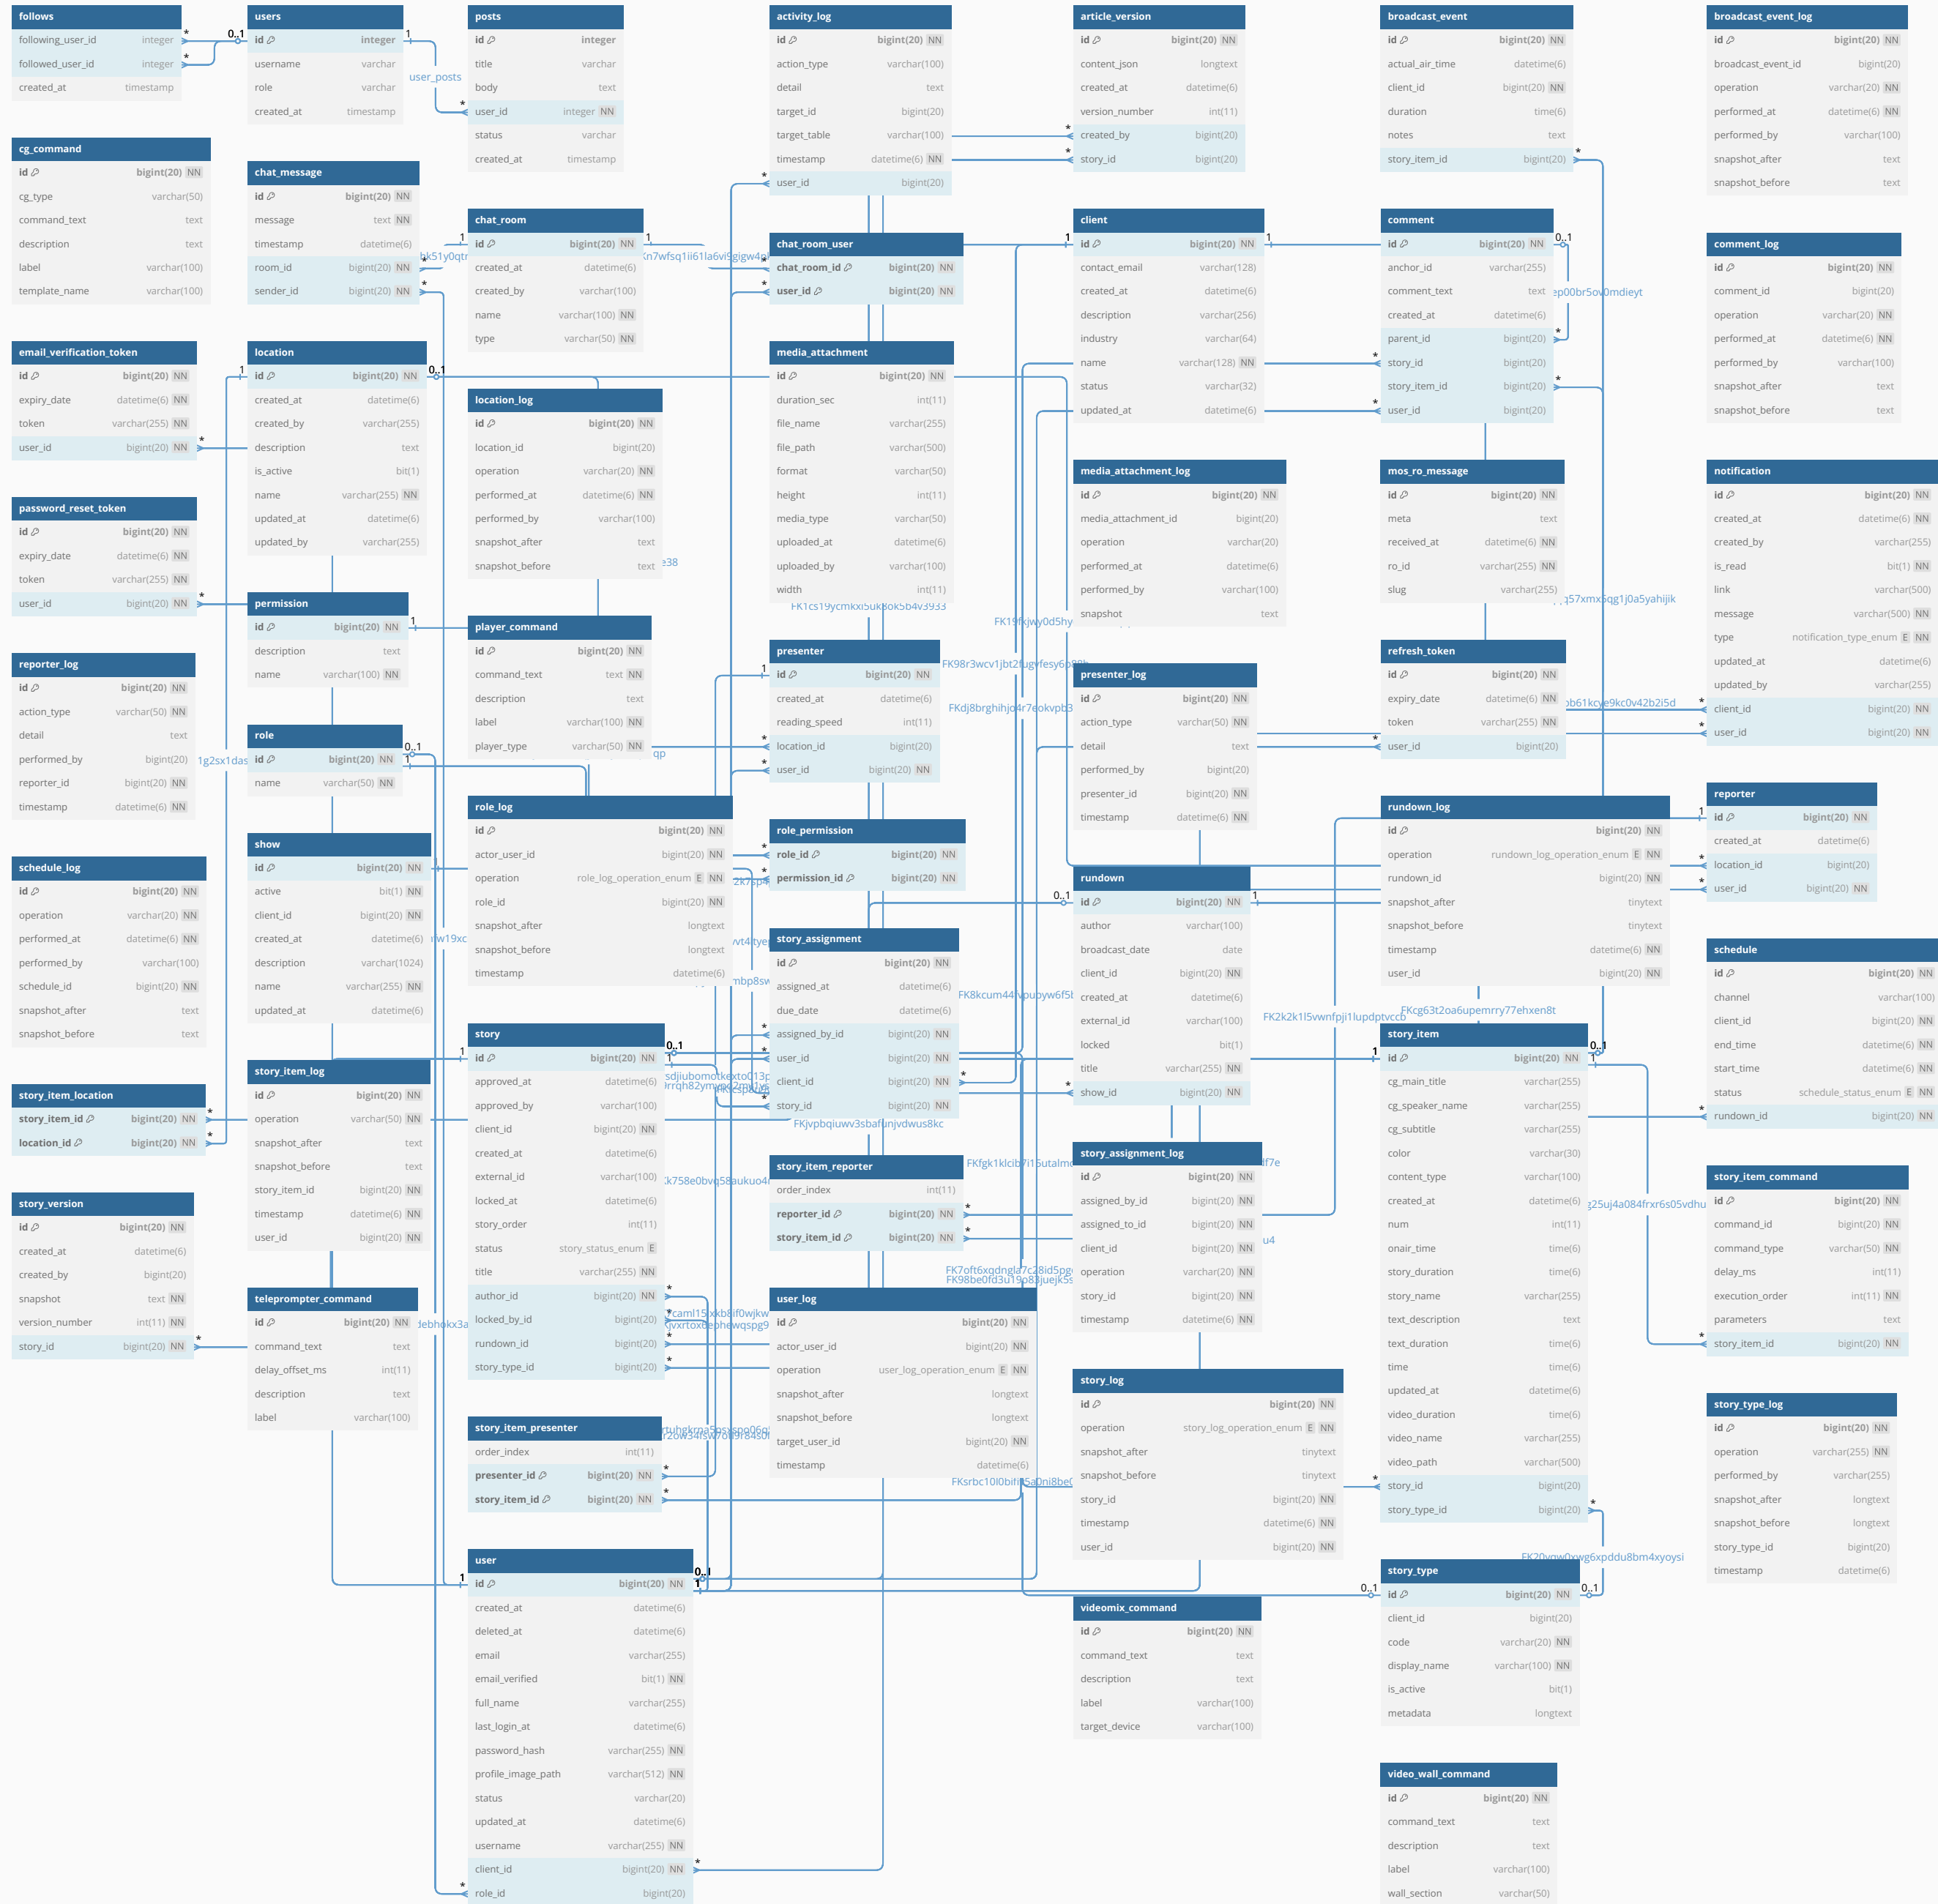 follows
following_user_id integer
followed_user_id integer
created_at timestamp
users
id integer
username varchar
role varchar
created_at timestamp
posts
id integer
title varchar
body text
user_id integer NN
status varchar
created_at timestamp
user_posts
activity_log
id bigint(20) NN
action_type varchar(100)
detail text
target_id bigint(20)
target_table varchar(100)
timestamp datetime(6) NN
user_id bigint(20)
article_version
id bigint(20) NN
content_json longtext
created_at datetime(6)
version_number int(11)
created_by bigint(20)
story_id bigint(20)
broadcast_event
id bigint(20) NN
actual_air_time datetime(6)
client_id bigint(20) NN
duration time(6)
notes text
story_item_id bigint(20)
broadcast_event_log
id bigint(20) NN
broadcast_event_id bigint(20)
operation varchar(20) NN
performed_at datetime(6) NN
performed_by varchar(100)
snapshot_after text
snapshot_before text
cg_command
id bigint(20) NN
cg_type varchar(50)
command_text text
description text
label varchar(100)
template_name varchar(100)
chat_message
id bigint(20) NN
message text NN
timestamp datetime(6)
room_id bigint(20) NN
sender_id bigint(20) NN
chat_room
id bigint(20) NN
created_at datetime(6)
created_by varchar(100)
name varchar(100) NN
type varchar(50) NN
chat_room_user
chat_room_id bigint(20) NN
user_id bigint(20) NN
client
id bigint(20) NN
contact_email varchar(128)
created_at datetime(6)
description varchar(256)
industry varchar(64)
name varchar(128) NN
status varchar(32)
updated_at datetime(6)
comment
id bigint(20) NN
anchor_id varchar(255)
comment_text text NN
created_at datetime(6)
parent_id bigint(20)
story_id bigint(20)
story_item_id bigint(20)
user_id bigint(20)
comment_log
id bigint(20) NN
comment_id bigint(20)
operation varchar(20) NN
performed_at datetime(6) NN
performed_by varchar(100)
snapshot_after text
snapshot_before text
email_verification_token
id bigint(20) NN
expiry_date datetime(6) NN
token varchar(255) NN
user_id bigint(20) NN
location
id bigint(20) NN
created_at datetime(6)
created_by varchar(255)
description text
is_active bit(1)
name varchar(255) NN
updated_at datetime(6)
updated_by varchar(255)
location_log
id bigint(20) NN
location_id bigint(20)
operation varchar(20) NN
performed_at datetime(6) NN
performed_by varchar(100)
snapshot_after text
snapshot_before text
media_attachment
id bigint(20) NN
duration_sec int(11)
file_name varchar(255)
file_path varchar(500)
format varchar(50)
height int(11)
media_type varchar(50)
uploaded_at datetime(6)
uploaded_by varchar(100)
width int(11)
media_attachment_log
id bigint(20) NN
media_attachment_id bigint(20)
operation varchar(20)
performed_at datetime(6)
performed_by varchar(100)
snapshot text
mos_ro_message
id bigint(20) NN
meta text
received_at datetime(6) NN
ro_id varchar(255) NN
slug varchar(255)
notification
id bigint(20) NN
created_at datetime(6) NN
created_by varchar(255)
is_read bit(1) NN
link varchar(500)
message varchar(500) NN
type notification_type_enum E NN
updated_at datetime(6)
updated_by varchar(255)
client_id bigint(20) NN
user_id bigint(20) NN
password_reset_token
id bigint(20) NN
expiry_date datetime(6) NN
token varchar(255) NN
user_id bigint(20) NN
permission
id bigint(20) NN
description text
name varchar(100) NN
player_command
id bigint(20) NN
command_text text NN
description text
label varchar(100) NN
player_type varchar(50) NN
presenter
id bigint(20) NN
created_at datetime(6)
reading_speed int(11)
location_id bigint(20)
user_id bigint(20) NN
presenter_log
id bigint(20) NN
action_type varchar(50) NN
detail text
performed_by bigint(20)
presenter_id bigint(20) NN
timestamp datetime(6) NN
refresh_token
id bigint(20) NN
expiry_date datetime(6) NN
token varchar(255) NN
user_id bigint(20)
reporter_log
id bigint(20) NN
action_type varchar(50) NN
detail text
performed_by bigint(20)
reporter_id bigint(20) NN
timestamp datetime(6) NN
role
id bigint(20) NN
name varchar(50) NN
role_log
id bigint(20) NN
actor_user_id bigint(20) NN
operation role_log_operation_enum E NN
role_id bigint(20) NN
snapshot_after longtext
snapshot_before longtext
timestamp datetime(6)
role_permission
role_id bigint(20) NN
permission_id bigint(20) NN
rundown
id bigint(20) NN
author varchar(100)
broadcast_date date
client_id bigint(20) NN
created_at datetime(6)
external_id varchar(100)
locked bit(1)
title varchar(255) NN
show_id bigint(20) NN
rundown_log
id bigint(20) NN
operation rundown_log_operation_enum E NN
rundown_id bigint(20) NN
snapshot_after tinytext
snapshot_before tinytext
timestamp datetime(6) NN
user_id bigint(20) NN
reporter
id bigint(20) NN
created_at datetime(6)
location_id bigint(20)
user_id bigint(20) NN
schedule_log
id bigint(20) NN
operation varchar(20) NN
performed_at datetime(6) NN
performed_by varchar(100)
schedule_id bigint(20) NN
snapshot_after text
snapshot_before text
show
id bigint(20) NN
active bit(1) NN
client_id bigint(20) NN
created_at datetime(6)
description varchar(1024)
name varchar(255) NN
updated_at datetime(6)
story_assignment
id bigint(20) NN
assigned_at datetime(6)
due_date datetime(6)
assigned_by_id bigint(20) NN
user_id bigint(20) NN
client_id bigint(20) NN
story_id bigint(20) NN
schedule
id bigint(20) NN
channel varchar(100)
client_id bigint(20) NN
end_time datetime(6) NN
start_time datetime(6) NN
status schedule_status_enum E NN
rundown_id bigint(20) NN
story
id bigint(20) NN
approved_at datetime(6)
approved_by varchar(100)
client_id bigint(20) NN
created_at datetime(6)
external_id varchar(100)
locked_at datetime(6)
story_order int(11)
status story_status_enum E
title varchar(255) NN
author_id bigint(20) NN
locked_by_id bigint(20)
rundown_id bigint(20)
story_type_id bigint(20)
FK2k2k1l5vwnfpji1lupdptvccb
FKcg63t2oa6upemrry77ehxen8t
story_item
id bigint(20) NN
cg_main_title varchar(255)
cg_speaker_name varchar(255)
cg_subtitle varchar(255)
color varchar(30)
content_type varchar(100)
created_at datetime(6)
num int(11)
onair_time time(6)
story_duration time(6)
story_name varchar(255)
text_description text
text_duration time(6)
time time(6)
updated_at datetime(6)
video_duration time(6)
video_name varchar(255)
video_path varchar(500)
story_id bigint(20)
story_type_id bigint(20)
story_item_location
story_item_id bigint(20) NN
location_id bigint(20) NN
story_item_log
id bigint(20) NN
operation varchar(50) NN
snapshot_after text
snapshot_before text
story_item_id bigint(20) NN
timestamp datetime(6) NN
user_id bigint(20) NN
FKjvpbqiuwv3sbafunjvdwus8kc
story_item_reporter
order_index int(11)
reporter_id bigint(20) NN
story_item_id bigint(20) NN
story_assignment_log
id bigint(20) NN
assigned_by_id bigint(20) NN
assigned_to_id bigint(20) NN
client_id bigint(20) NN
operation varchar(20) NN
story_id bigint(20) NN
timestamp datetime(6) NN
story_item_command
id bigint(20) NN
command_id bigint(20) NN
command_type varchar(50) NN
delay_ms int(11)
execution_order int(11) NN
parameters text
story_item_id bigint(20) NN
story_version
id bigint(20) NN
created_at datetime(6)
created_by bigint(20)
snapshot text NN
version_number int(11) NN
story_id bigint(20) NN
teleprompter_command
id bigint(20) NN
command_text text
delay_offset_ms int(11)
description text
label varchar(100)
user_log
id bigint(20) NN
actor_user_id bigint(20) NN
operation user_log_operation_enum E NN
snapshot_after longtext
snapshot_before longtext
target_user_id bigint(20) NN
timestamp datetime(6)
story_log
id bigint(20) NN
operation story_log_operation_enum E NN
snapshot_after tinytext
snapshot_before tinytext
story_id bigint(20) NN
timestamp datetime(6) NN
user_id bigint(20) NN
story_type_log
id bigint(20) NN
operation varchar(255) NN
performed_by varchar(255)
snapshot_after longtext
snapshot_before longtext
story_type_id bigint(20)
timestamp datetime(6)
story_item_presenter
order_index int(11)
presenter_id bigint(20) NN
story_item_id bigint(20) NN
user
id bigint(20) NN
created_at datetime(6)
deleted_at datetime(6)
email varchar(255)
email_verified bit(1) NN
full_name varchar(255)
last_login_at datetime(6)
password_hash varchar(255) NN
profile_image_path varchar(512) NN
status varchar(20)
updated_at datetime(6)
username varchar(255) NN
client_id bigint(20) NN
role_id bigint(20)
videomix_command
id bigint(20) NN
command_text text
description text
label varchar(100)
target_device varchar(100)
story_type
id bigint(20) NN
client_id bigint(20)
code varchar(20) NN
display_name varchar(100) NN
is_active bit(1)
metadata longtext
video_wall_command
id bigint(20) NN
command_text text
description text
label varchar(100)
wall_section varchar(50)